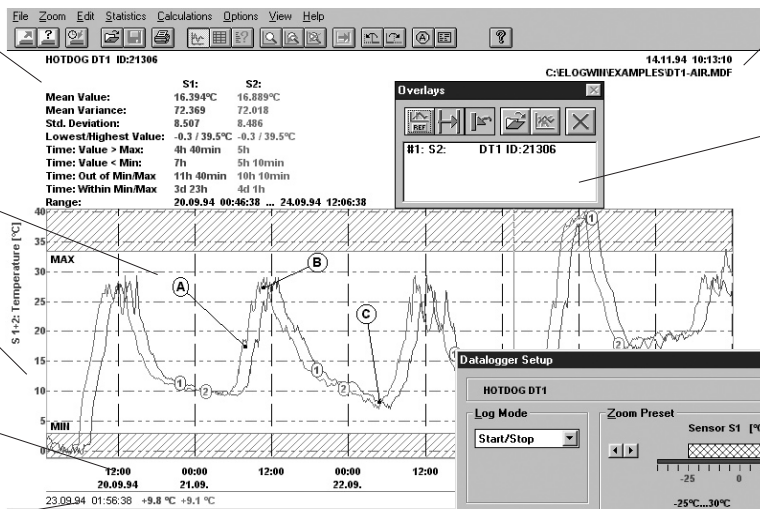 File Zoom Edit Statistics Calculations Options View Help
HOTDOG DT1 ID:21306
14.11.94 10:13:10
C:\ELOGWIN\EXAMPLES\DT1-AIR.MDF
S1: S2:
Mean Value: 16.394°C 16.889°C
Mean Variance: 72.369 72.018
Std. Deviation: 8.507 8.486
Lowest/Highest Value: -0.3 / 39.5°C -0.3 / 39.5°C
Time: Value > Max: 4h 40min 5h
Time: Value < Min: 7h 5h 10min
Time: Out of Min/Max 11h 40min 10h 10min
Time: Within Min/Max 3d 23h 4d 1h
Range: 20.09.94 00:46:38 ... 24.09.94 12:06:38
Overlays
REF
#1: S2: DT1 ID:21306
S 1+2: Temperature [°C]
40
35
30
25
20
15
10
5
0
MAX
MIN
A
B
C
1
2
1
2
1
1
2
12:00 00:00 12:00 00:00 12:00
20.09.94 21.09. 22.09.
23.09.94 01:56:38 +9.8 °C +9.1 °C
Datalogger Setup
HOTDOG DT1
Log Mode
Start/Stop
Zoom Preset
Sensor S1 [°C
-25 0
-25°C...30°C